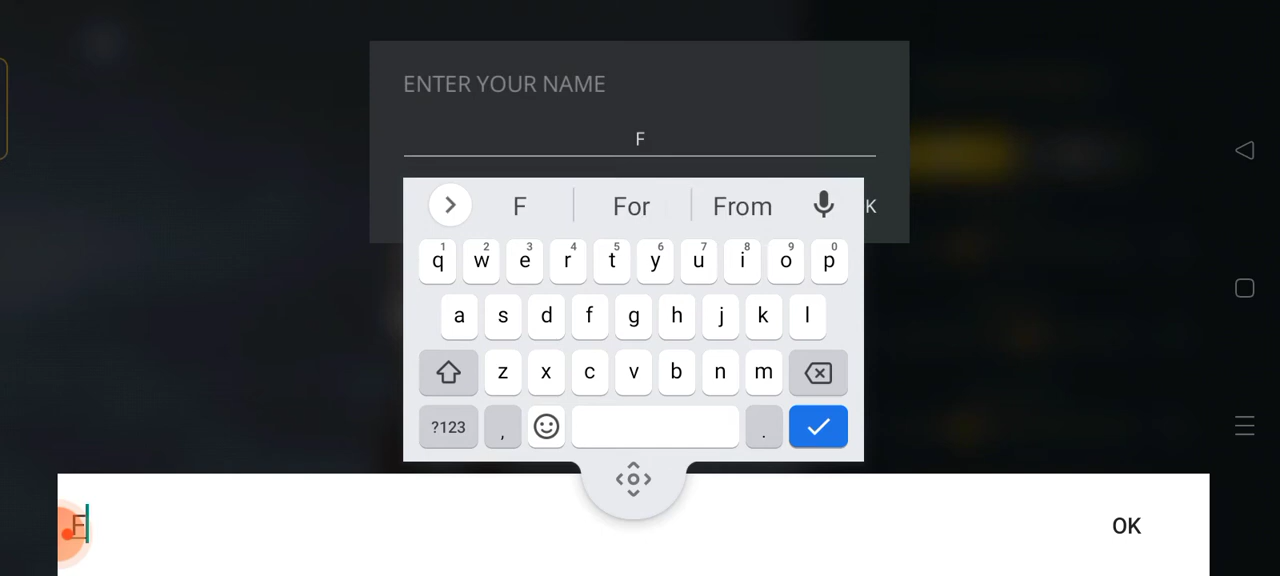 ENTER YOUR NAME
F
K
F For From
1 2 3 4 5 6 7 8 9 0
q w e r t y u i o p
a s d f g h j k l
z x c v b n m
?123 , .
F OK